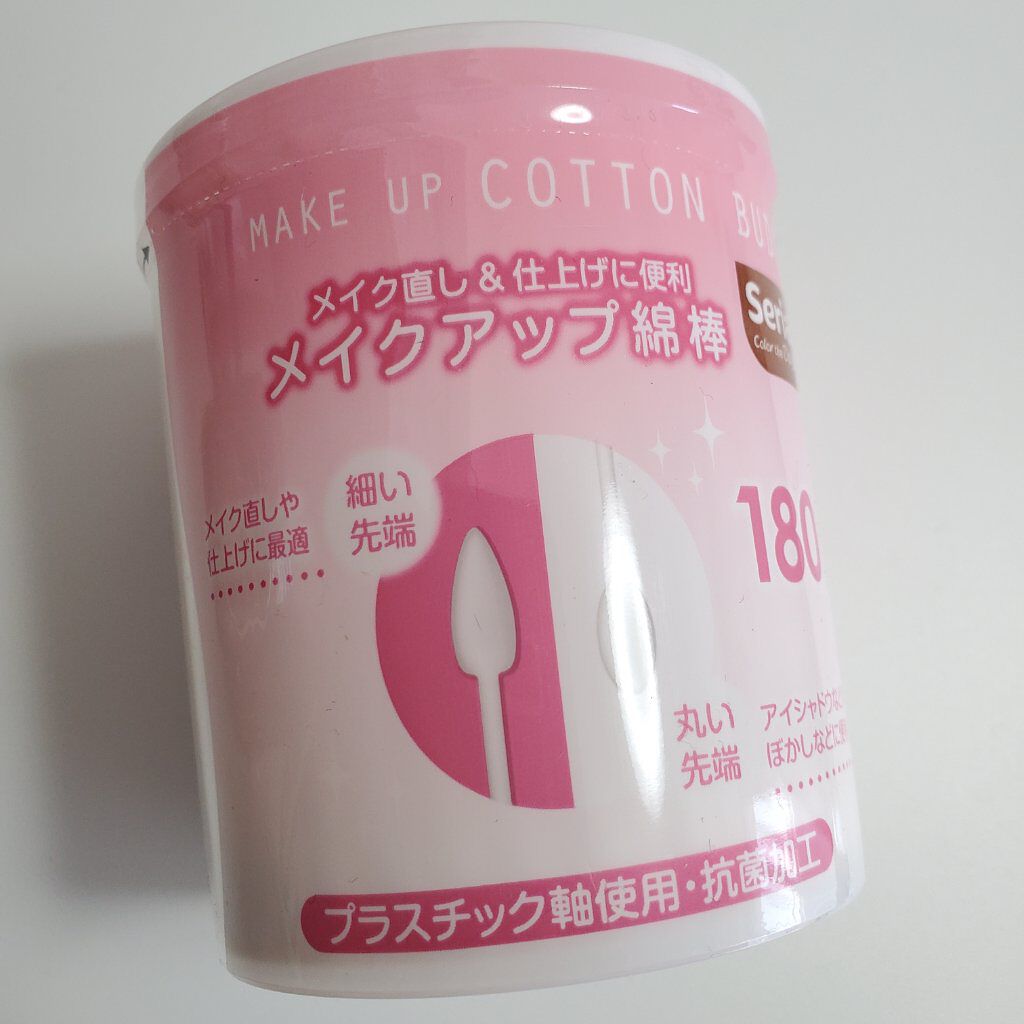 MAKE UP COTTON
メイク直し&仕上げに便利
メイクアップ綿棒
メイク直しや
仕上げに最適
細い
先端
180
丸い
先端
アイシャドウ
ぼかしなどに
プラスチック軸使用・抗菌加工